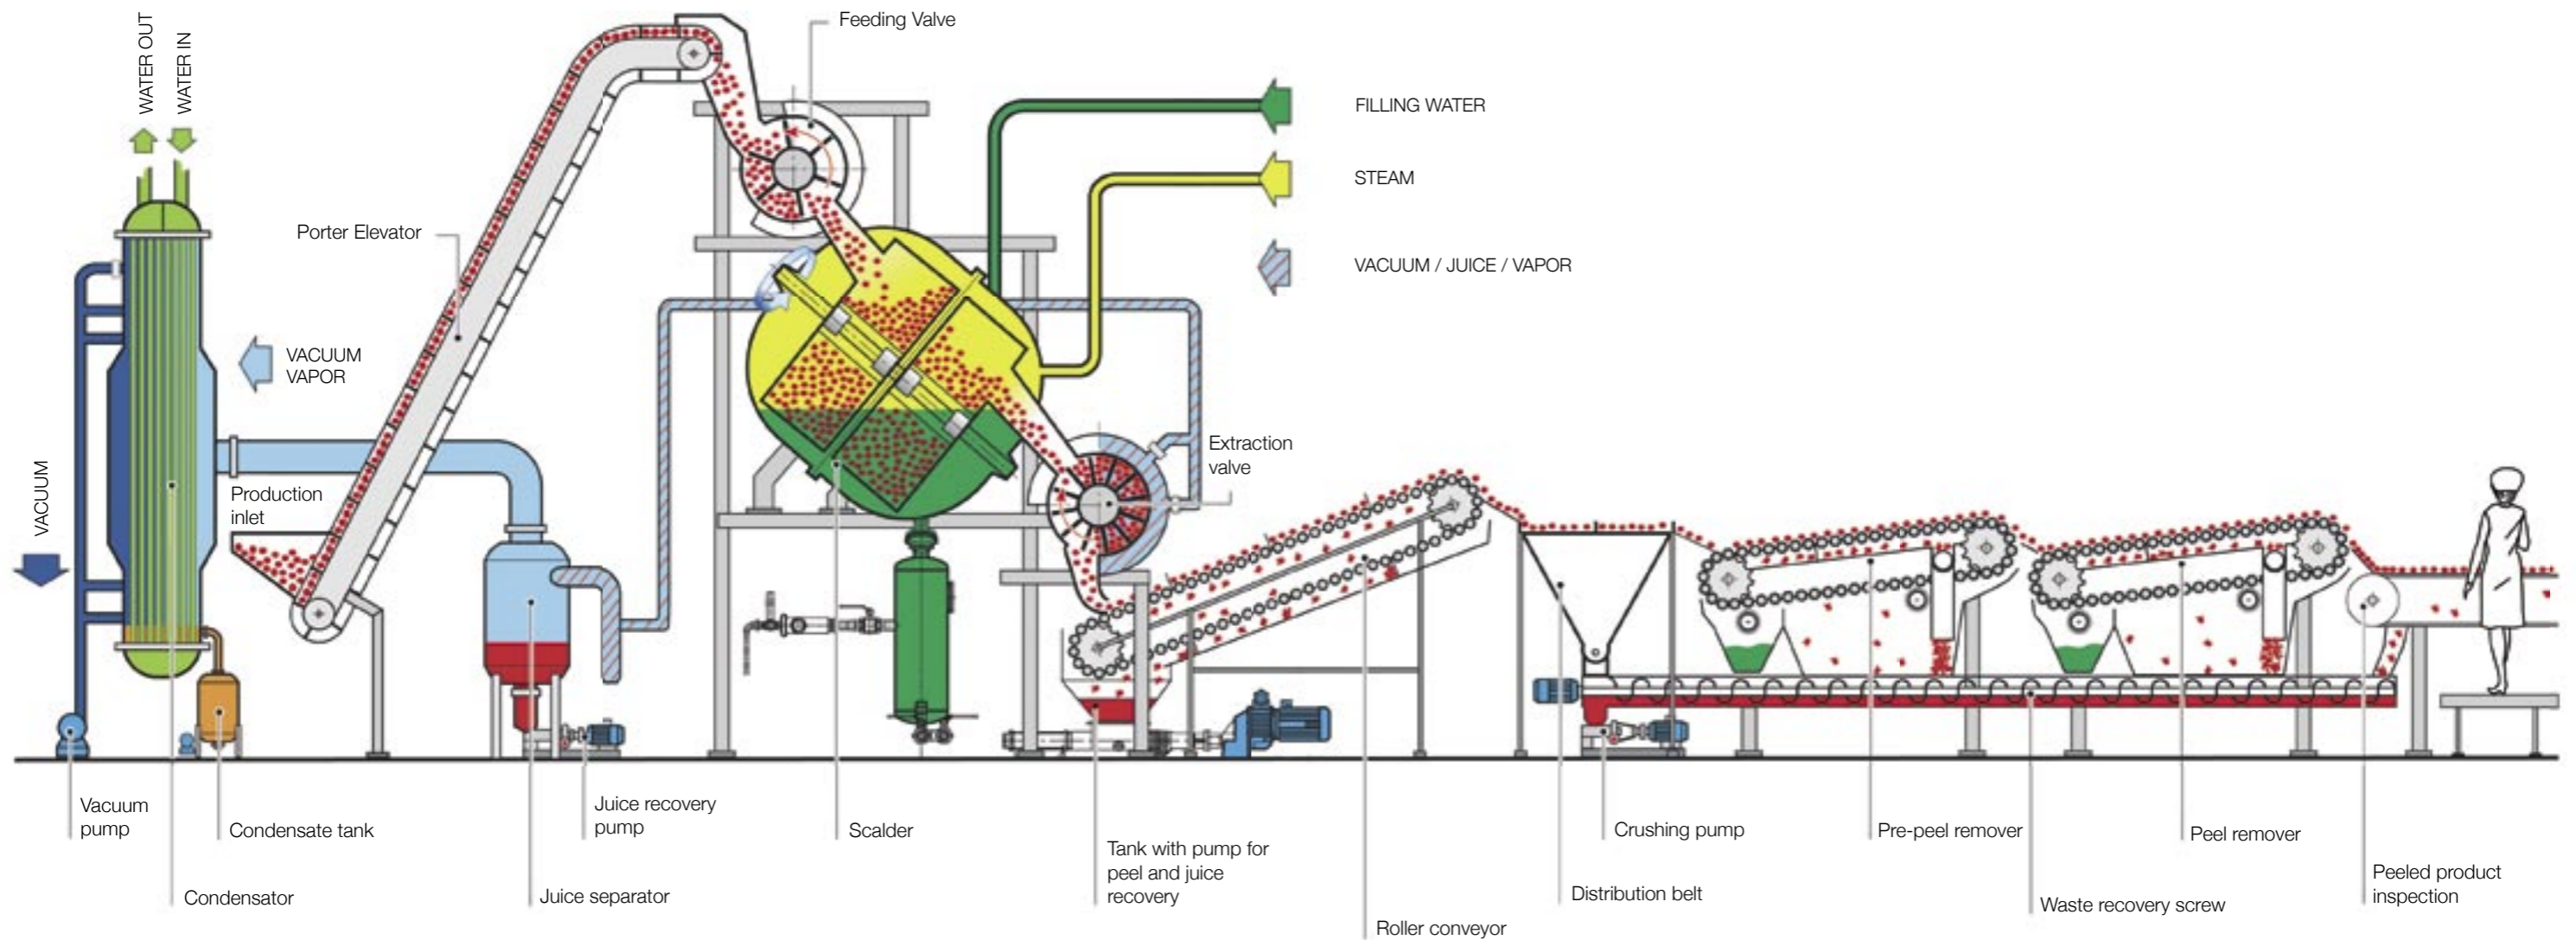 WATER OUT
WATER IN
Feeding Valve
FILLING WATER
STEAM
Porter Elevator
VACUUM / JUICE / VAPOR
VACUUM
VAPOR
Extraction
valve
VACUUM
Production
inlet
Vacuum
pump
Condensate tank
Juice recovery
pump
Scalder
Tank with pump for
peel and juice
recovery
Crushing pump
Pre-peel remover
Peel remover
Condensator
Juice separator
Distribution belt
Peeled product
inspection
Waste recovery screw
Roller conveyor